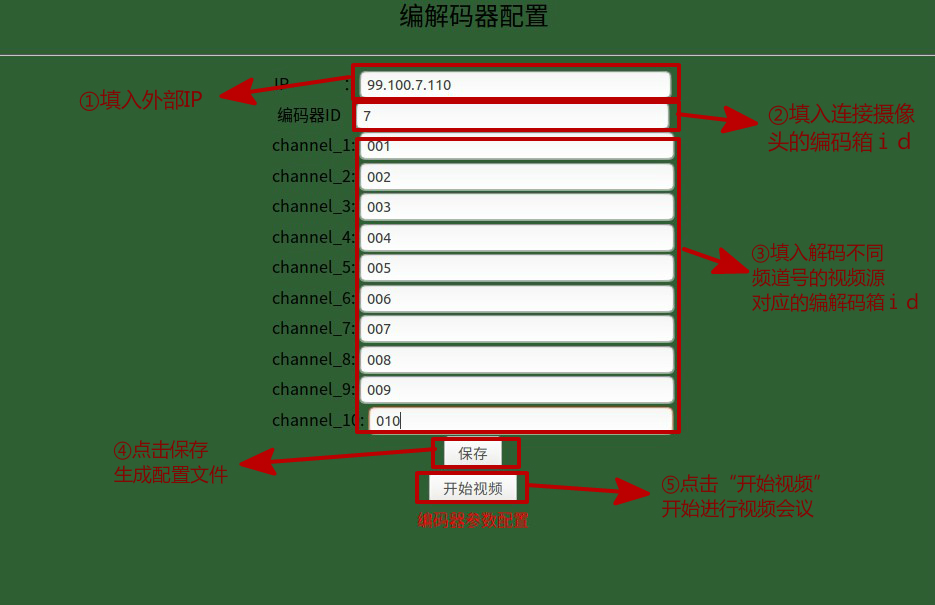 编解码器配置
IP : 99.100.7.110
①填入外部IP
编码器ID 7
②填入连接摄像
头的编码箱ｉｄ
channel_1: 001
channel_2: 002
channel_3: 003
channel_4: 004
channel_5: 005
channel_6: 006
channel_7: 007
channel_8: 008
channel_9: 009
channel_10: 010
③填入解码不同
频道号的视频源
对应的编解码箱ｉｄ
④点击保存
生成配置文件
保存
开始视频
⑤点击“开始视频”
开始进行视频会议
编码器参数配置